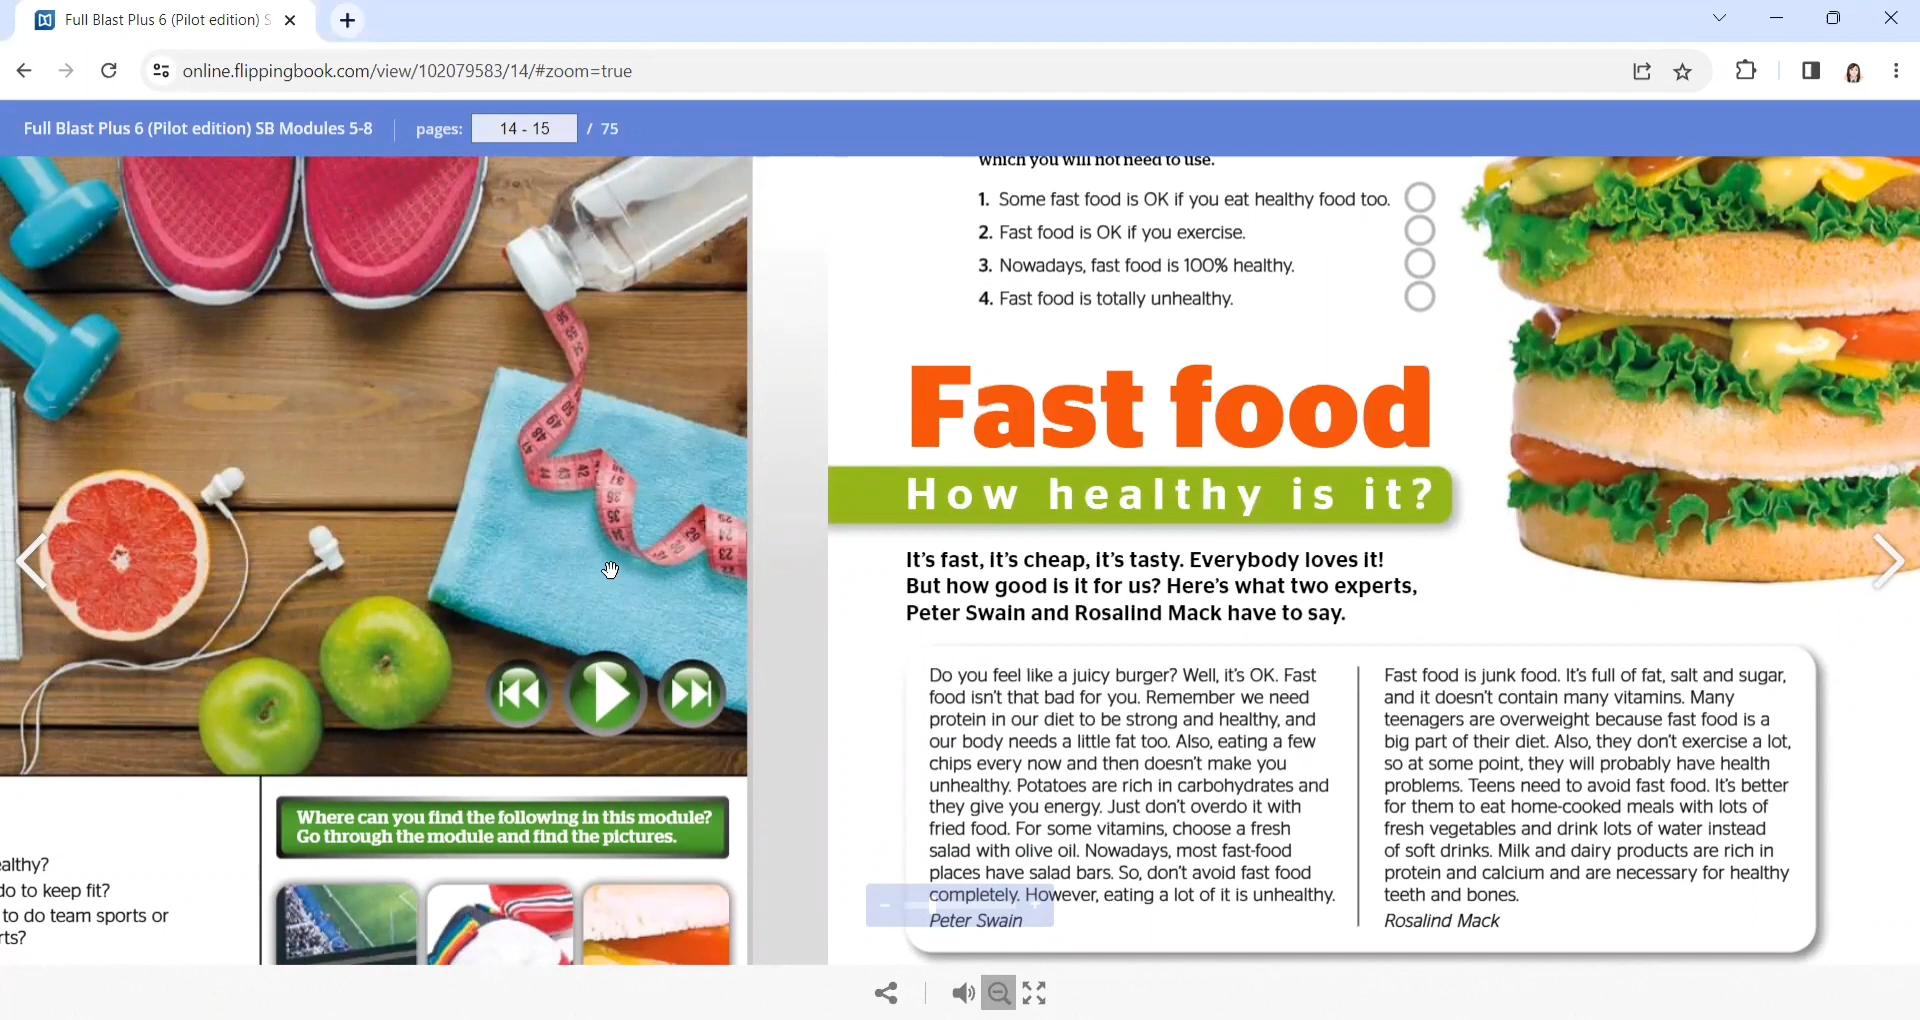 Full Blast Plus 6 (Pilot edition) S
online.flippingbook.com/view/102079583/14/#zoom=true
Full Blast Plus 6 (Pilot edition) SB Modules 5-8
pages: 14 - 15 / 75
which you will not need to use.
1. Some fast food is OK if you eat healthy food too.
2. Fast food is OK if you exercise.
3. Nowadays, fast food is 100% healthy.
4. Fast food is totally unhealthy.
Fast food
How healthy is it?
It's fast, it's cheap, it's tasty. Everybody loves it!
But how good is it for us? Here's what two experts,
Peter Swain and Rosalind Mack have to say.
Do you feel like a juicy burger? Well, it's OK. Fast
food isn't that bad for you. Remember we need
protein in our diet to be strong and healthy, and
our body needs a little fat too. Also, eating a few
chips every now and then doesn't make you
unhealthy. Potatoes are rich in carbohydrates and
they give you energy. Just don't overdo it with
fried food. For some vitamins, choose a fresh
salad with olive oil. Nowadays, most fast-food
places have salad bars. So, don't avoid fast food
completely. However, eating a lot of it is unhealthy.
Peter Swain
Fast food is junk food. It's full of fat, salt and sugar,
and it doesn't contain many vitamins. Many
teenagers are overweight because fast food is a
big part of their diet. Also, they don't exercise a lot,
so at some point, they will probably have health
problems. Teens need to avoid fast food. It's better
for them to eat home-cooked meals with lots of
fresh vegetables and drink lots of water instead
of soft drinks. Milk and dairy products are rich in
protein and calcium and are necessary for healthy
teeth and bones.
Rosalind Mack
Where can you find the following in this module?
Go through the module and find the pictures.
ealthy?
do to keep fit?
to do team sports or
rts?